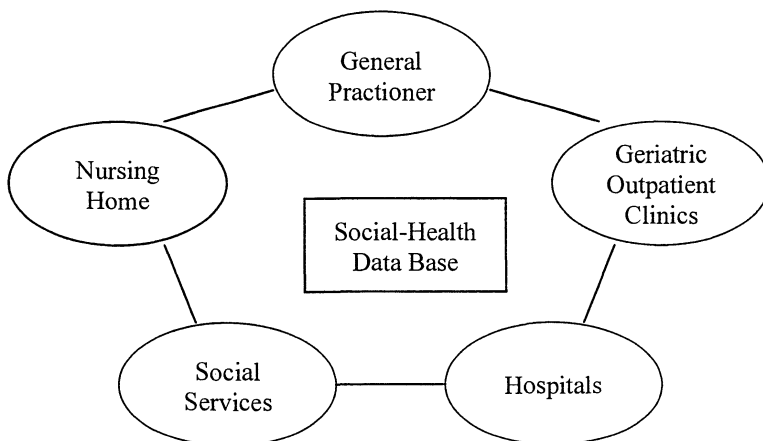 General
Practioner
Nursing
Home
Geriatric
Outpatient
Clinics
Social-Health
Data Base
Social
Services
Hospitals